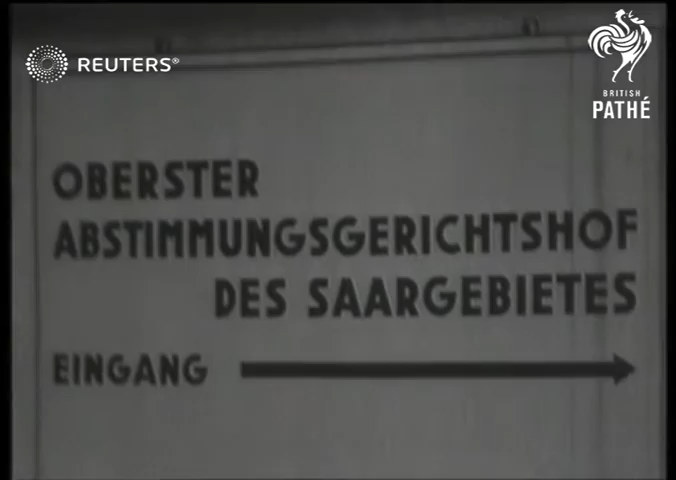 REUTERS®
BRITISH
PATHÉ
OBERSTER
ABSTIMMUNGSGERICHTSHOF
DES SAARGEBIETES
EINGANG